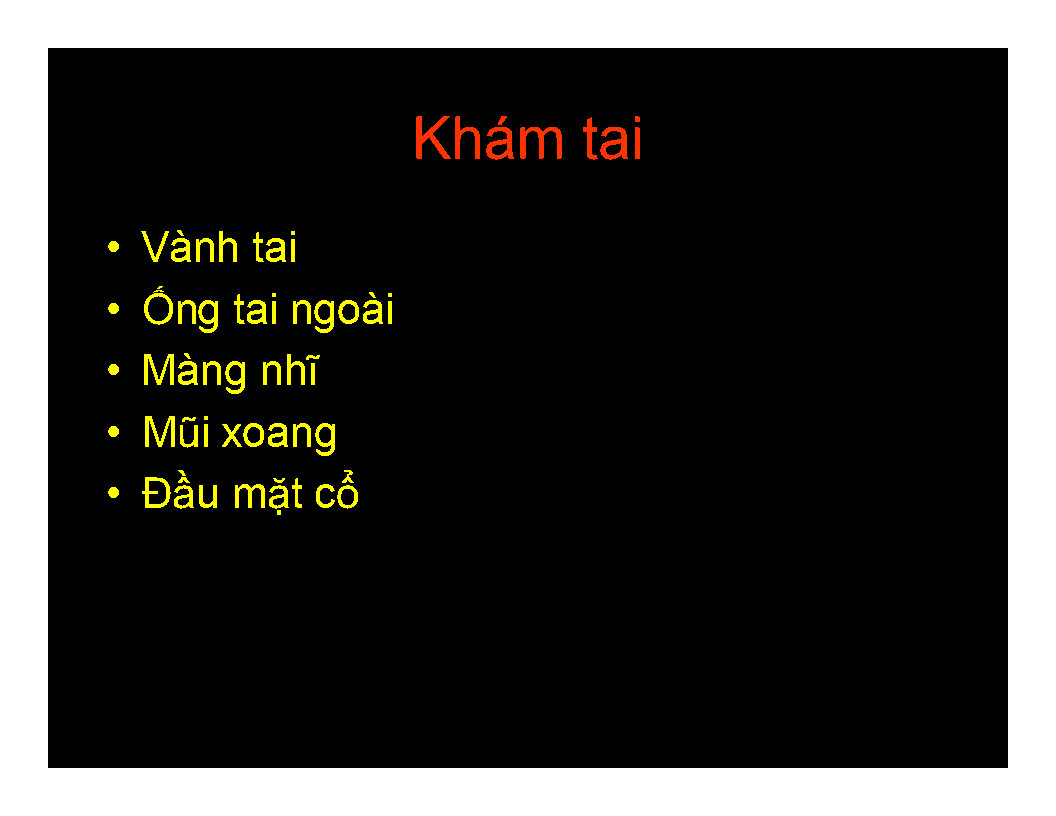 Khám tai
• Vành tai
• Ống tai ngoài
• Màng nhĩ
• Mũi xoang
• Đầu mặt cổ